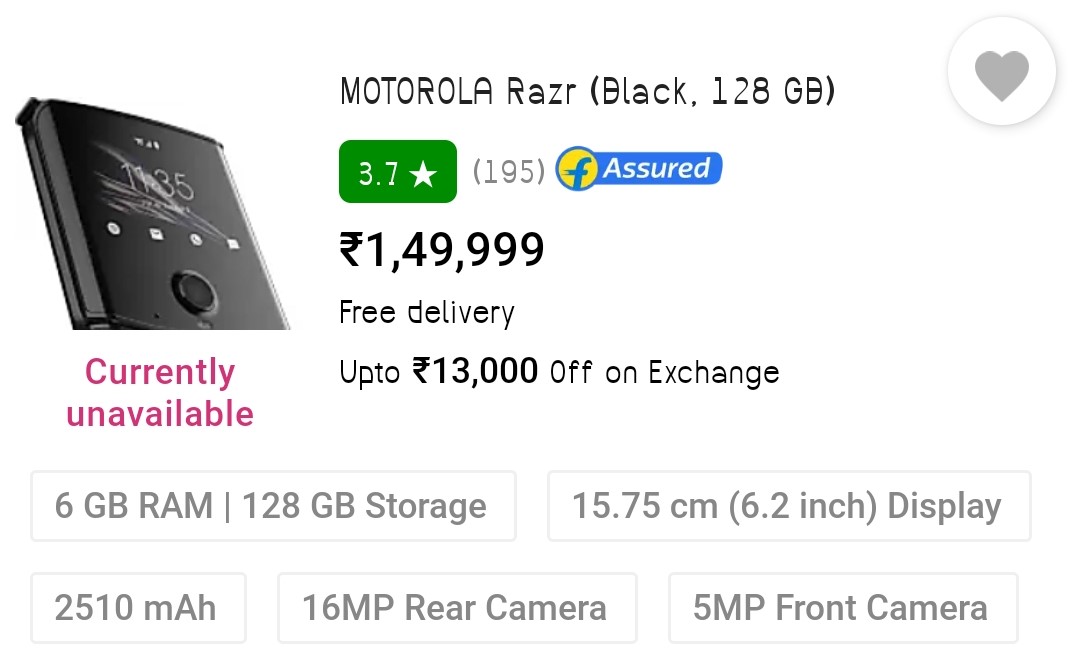 MOTOROLA Razr (Black, 128 GB)
3.7 ★ (195) Assured
₹1,49,999
Free delivery
Upto ₹13,000 Off on Exchange
11:35
Currently
unavailable
6 GB RAM | 128 GB Storage
15.75 cm (6.2 inch) Display
2510 mAh
16MP Rear Camera
5MP Front Camera